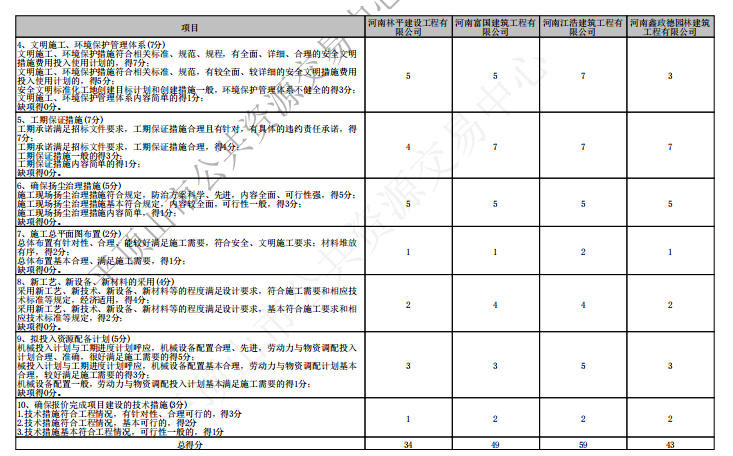 项目 河南林平建设工程有限公司 河南富国建筑工程有限公司 河南江浩建筑工程有限公司 河南鑫政德园林建筑工程有限公司
4、文明施工、环境保护管理体系(7分)
文明施工、环境保护措施符合相关标准、规范、规程，有全面、详细、合理的安全文明
措施费用投入使用计划的，得7分；
文明施工、环境保护措施符合相关标准、规范，有较全面、较详细的安全文明措施费用
投入使用计划的，得5分；
安全文明标准化工地创建目标计划和创建措施一般，环境保护管理体系不健全的得3分；
文明施工、环境保护管理体系内容简单的得1分；
缺项得0分。
5 5 7 3
5、工期保证措施(7分)
工期承诺满足招标文件要求，工期保证措施合理且有针对，有具体的违约责任承诺，得
7分；
工期承诺满足招标文件要求，工期保证措施合理，得4分；
工期保证措施一般的得3分；
工期保证措施内容简单的得1分；
缺项得0分。
4 7 7 7
6、确保扬尘治理措施(5分)
施工现场扬尘治理措施符合规定，防治方案科学、先进，内容全面、可行性强，得5分；
施工现场扬尘治理措施基本符合规定，内容较全面，可行性一般，得3分；
施工现场扬尘治理措施内容简单，得1分；
缺项得0分。
5 5 5 5
7、施工总平面图布置(2分)
总体布置有针对性、合理、能较好满足施工需要，符合安全、文明施工要求；材料堆放
有序，得2分；
总体布置基本合理、满足施工需要，得1分；
缺项得0分。
1 1 2 1
8、新工艺、新设备、新材料的采用(4分)
采用新工艺、新技术、新设备、新材料等的程度满足设计要求，符合施工需要和相应技
术标准等规定，经济适用，得4分；
采用新工艺、新技术、新设备、新材料等的程度满足设计要求，基本符合施工要求和相
应技术标准等规定，得2分；
缺项得0分。
2 4 4 2
9、拟投入资源配备计划(5分)
机械投入计划与工期进度计划呼应，机械设备配置合理、先进，劳动力与物资调配投入
计划合理、准确，很好满足施工需要的得5分；
械投入计划与工期进度计划呼应，机械设备配置基本合理，劳动力与物资调配计划基本
合理，较好满足施工需要的得3分；
机械设备配置一般，劳动力与物资调配投入计划基本满足施工需要的得1分；
缺项得0分。
3 3 5 3
10、确保报价完成项目建设的技术措施(3分)
1.技术措施符合工程情况，有针对性、合理可行的，得3分
2.技术措施符合工程情况，基本可行的，得2分
3.技术措施基本符合工程情况，可行性一般的，得1分
1 2 2 2
总得分 34 49 59 43
平顶山市公共资源交易中心